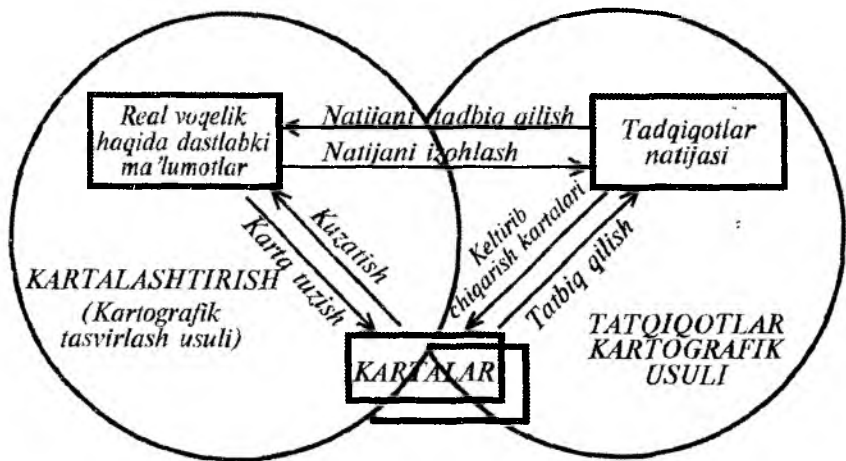 Real voqelik
haqida dastlabki
ma'lumotlar
Natijani tadbiq qilish
Natijani izohlash
Tadqiqotlar
natijasi
Karta tuzish
Kuzatish
Keltirib
chiqarish kartalari
Tatbiq qilish
KARTALASHTIRISH
(Kartografik
tasvirlash usuli)
KARTALAR
TATQIQOTLAR
KARTOGRAFIK
USULI